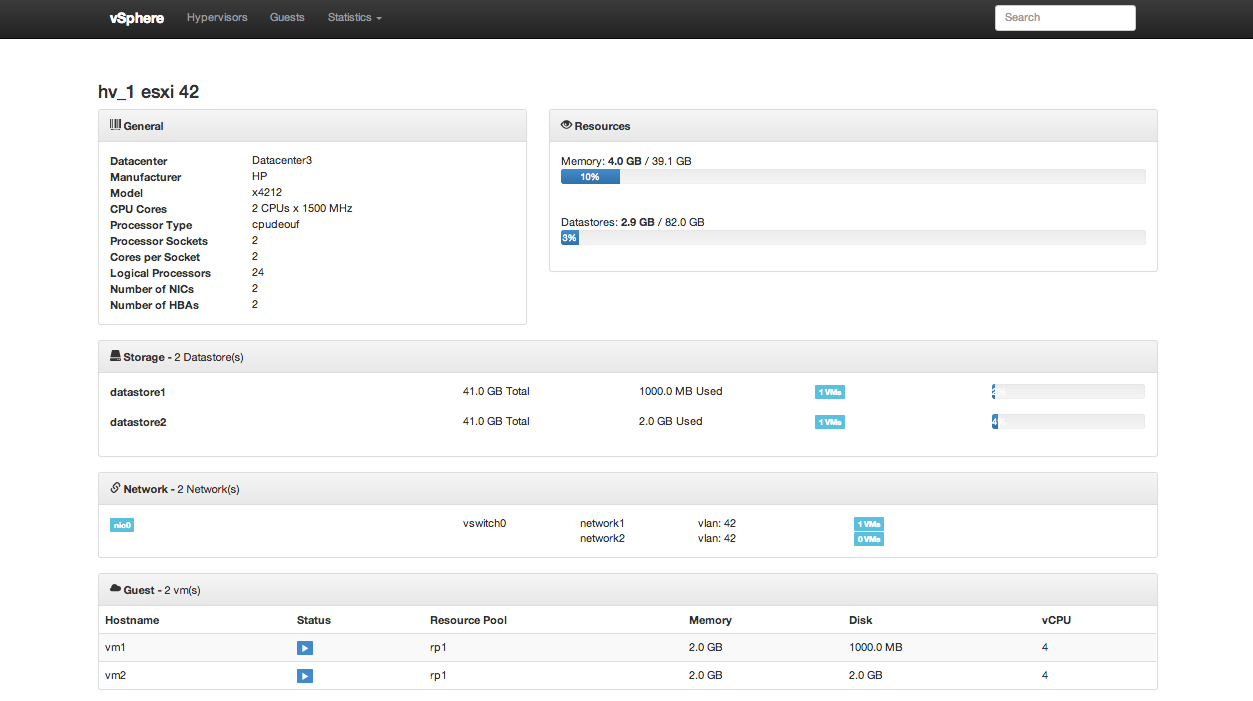 vSphere Hypervisors Guests Statistics Search
hv_1 esxi 42
General
Datacenter Datacenter3
Manufacturer HP
Model x4212
CPU Cores 2 CPUs x 1500 MHz
Processor Type cpudeouf
Processor Sockets 2
Cores per Socket 2
Logical Processors 24
Number of NICs 2
Number of HBAs 2
Resources
Memory: 4.0 GB / 39.1 GB
10%
Datastores: 2.9 GB / 82.0 GB
3%
Storage - 2 Datastore(s)
datastore1 41.0 GB Total 1000.0 MB Used 1 VMs
datastore2 41.0 GB Total 2.0 GB Used 1 VMs
Network - 2 Network(s)
nic0 vswitch0 network1 vlan: 42 1 VMs
network2 vlan: 42 0 VMs
Guest - 2 vm(s)
Hostname Status Resource Pool Memory Disk vCPU
vm1 rp1 2.0 GB 1000.0 MB 4
vm2 rp1 2.0 GB 2.0 GB 4